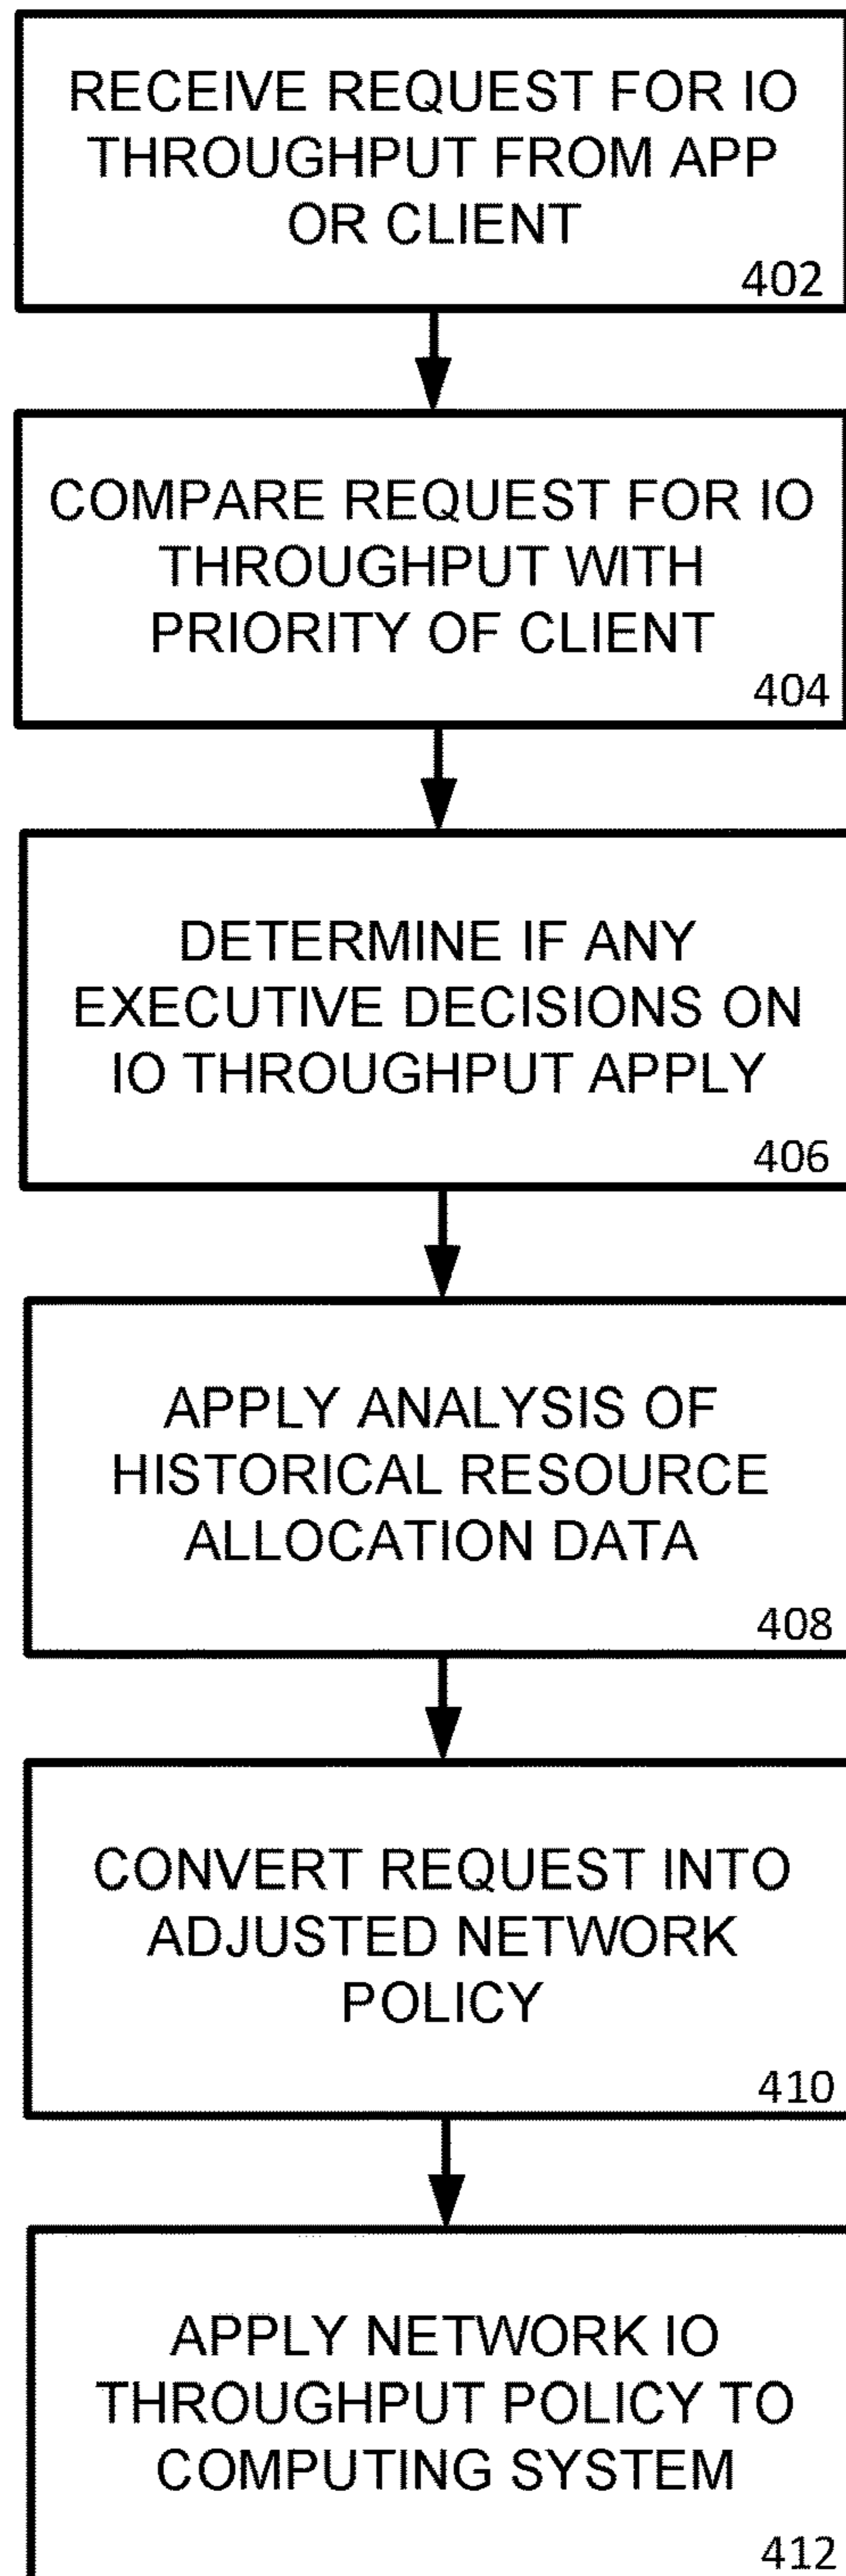 RECEIVE REQUEST FOR IO
THROUGHPUT FROM APP
OR CLIENT
402
COMPARE REQUEST FOR IO
THROUGHPUT WITH
PRIORITY OF CLIENT
404
DETERMINE IF ANY
EXECUTIVE DECISIONS ON
IO THROUGHPUT APPLY
406
APPLY ANALYSIS OF
HISTORICAL RESOURCE
ALLOCATION DATA
408
CONVERT REQUEST INTO
ADJUSTED NETWORK
POLICY
410
APPLY NETWORK IO
THROUGHPUT POLICY TO
COMPUTING SYSTEM
412